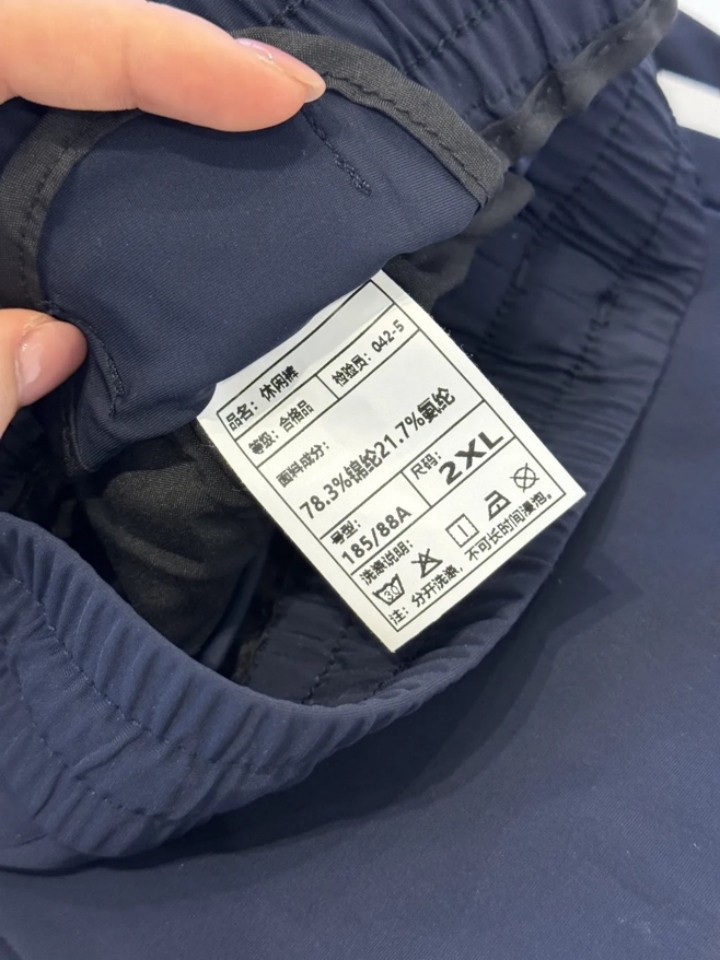 品名：休闲裤
等级：合格品
检验员：042-5
面料成分：
78.3%锦纶21.7%氨纶
号型：
185/88A
尺码：
2XL
洗涤说明：
30
注：分开洗涤，不可长时间浸泡。